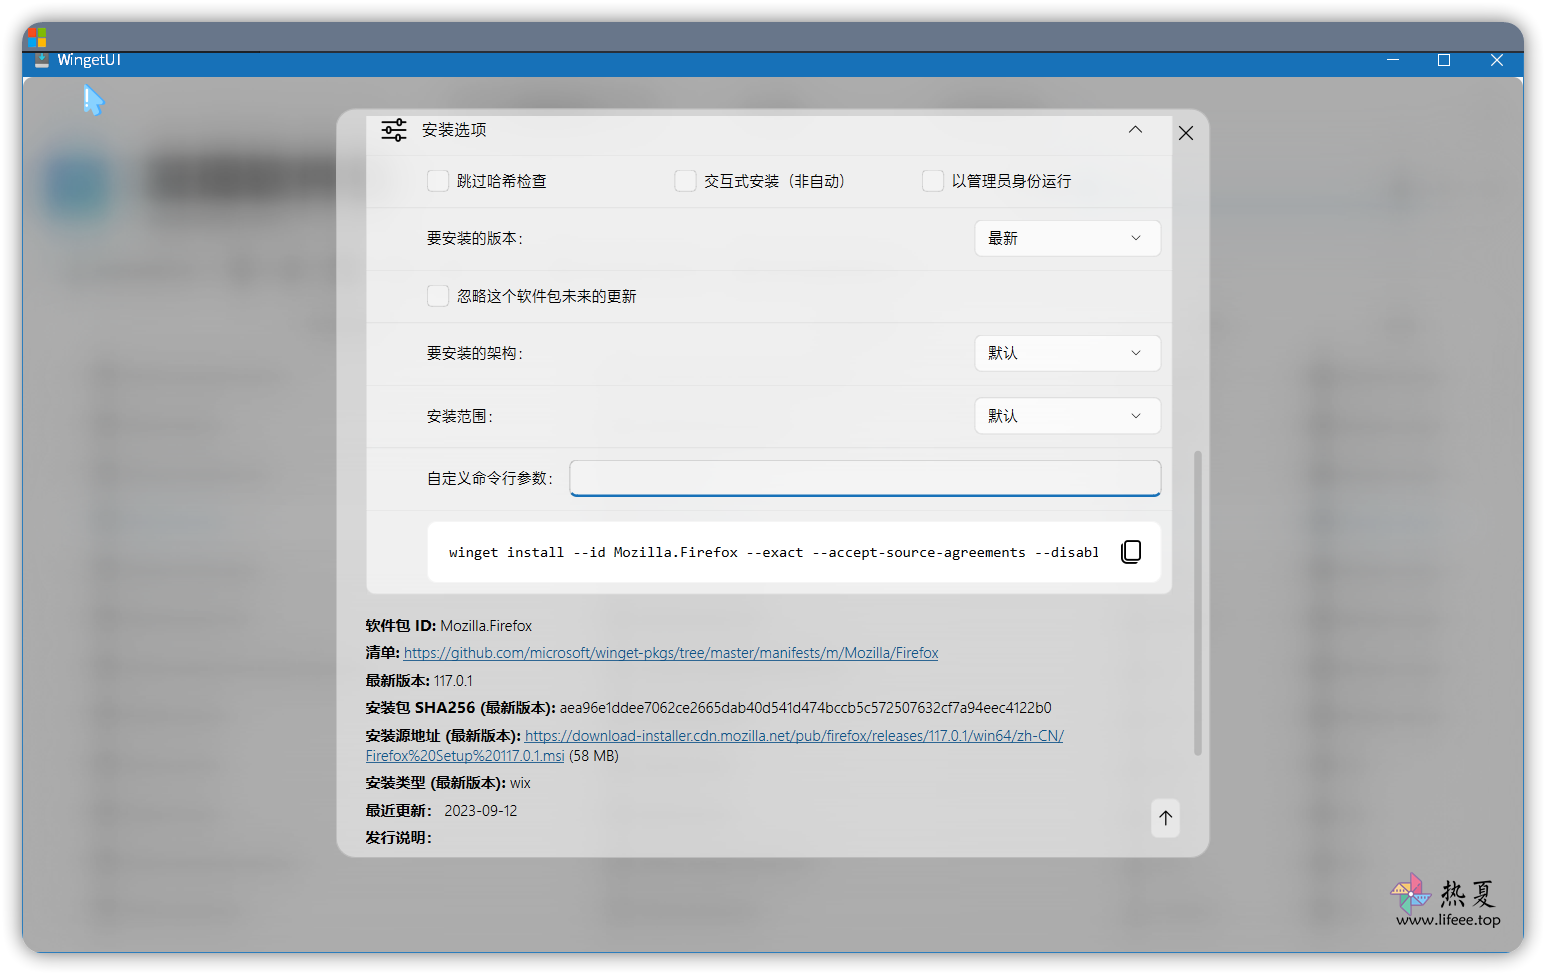 WingetUI
安装选项
跳过哈希检查 交互式安装（非自动） 以管理员身份运行
要安装的版本： 最新
忽略这个软件包未来的更新
要安装的架构： 默认
安装范围： 默认
自定义命令行参数：
winget install --id Mozilla.Firefox --exact --accept-source-agreements --disabl
软件包 ID: Mozilla.Firefox
清单: https://github.com/microsoft/winget-pkgs/tree/master/manifests/m/Mozilla/Firefox
最新版本: 117.0.1
安装包 SHA256 (最新版本): aea96e1ddee7062ce2665dab40d541d474bccb5c572507632cf7a94eec4122b0
安装源地址 (最新版本): https://download-installer.cdn.mozilla.net/pub/firefox/releases/117.0.1/win64/zh-CN/
Firefox%20Setup%20117.0.1.msi (58 MB)
安装类型 (最新版本): wix
最近更新： 2023-09-12
发行说明：
热夏
www.lifeee.top